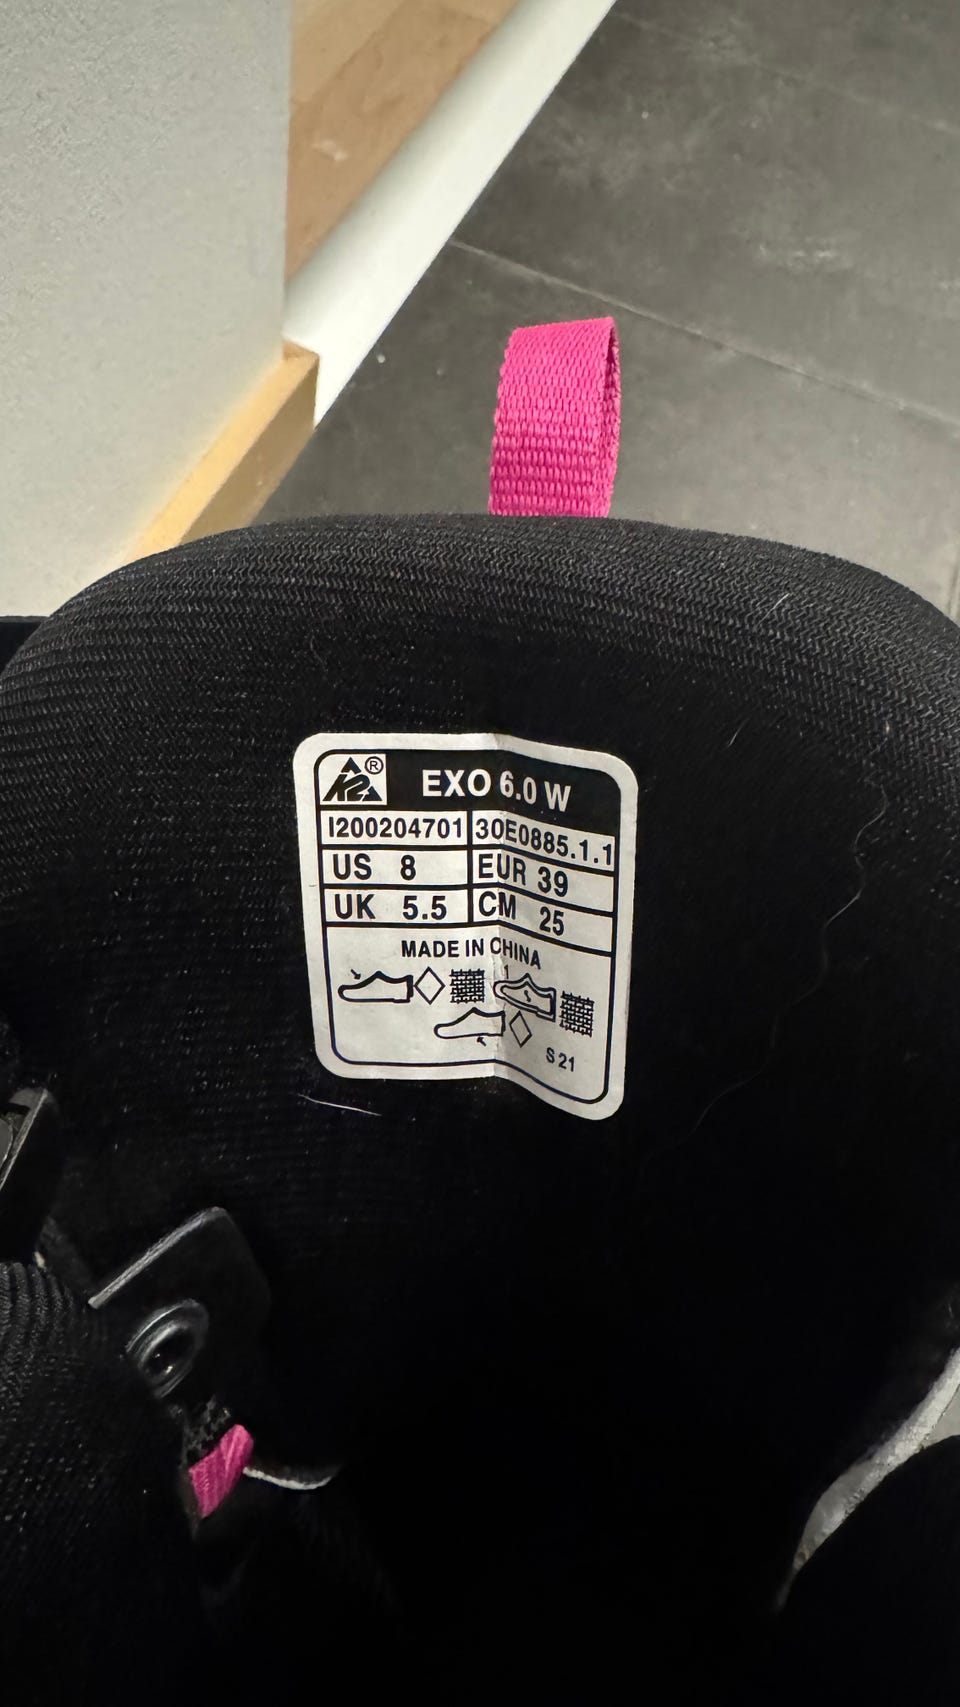 K2® EXO 6.0 W
I200204701 30E0885.1.1
US 8 EUR 39
UK 5.5 CM 25
MADE IN CHINA
S21